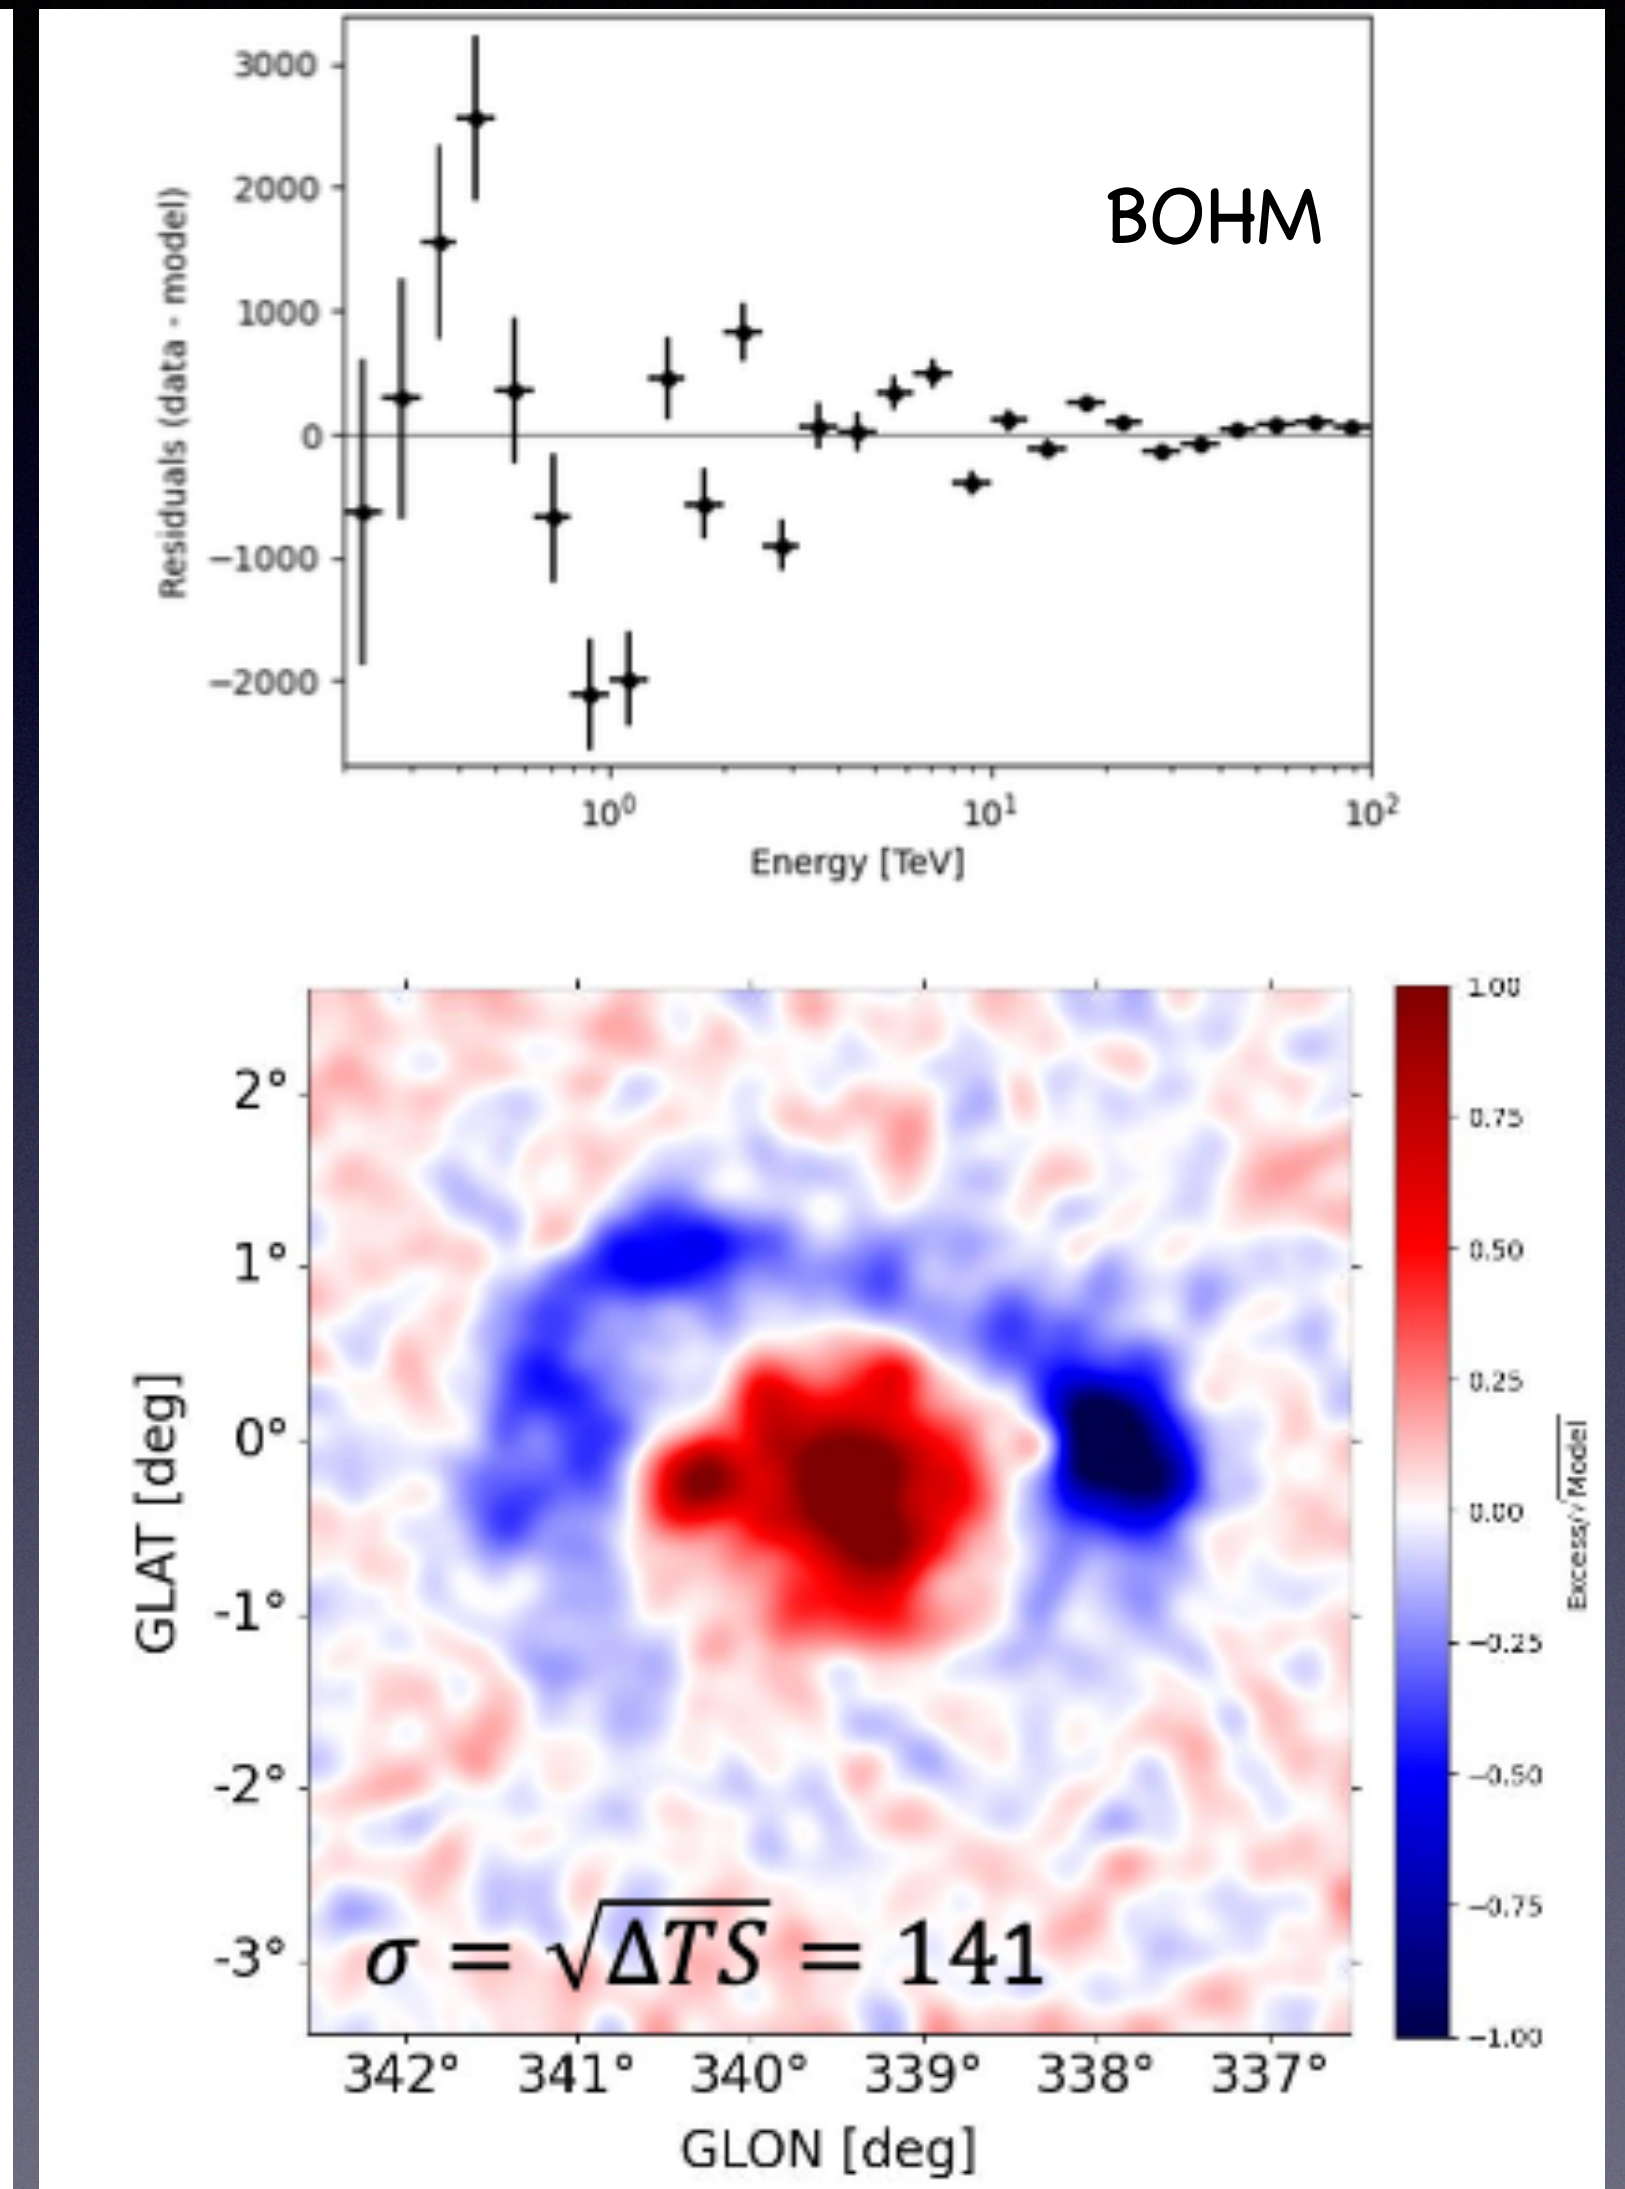 3000
2000
1000
0
−1000
−2000
Residuals (data - model)
BOHM
10⁰ 10¹ 10²
Energy [TeV]
2°
1°
0°
-1°
-2°
-3°
GLAT [deg]
σ = √ΔTS = 141
342° 341° 340° 339° 338° 337°
GLON [deg]
1.00
0.75
0.50
0.25
0.00
−0.25
−0.50
−0.75
−1.00
Excess/√Model